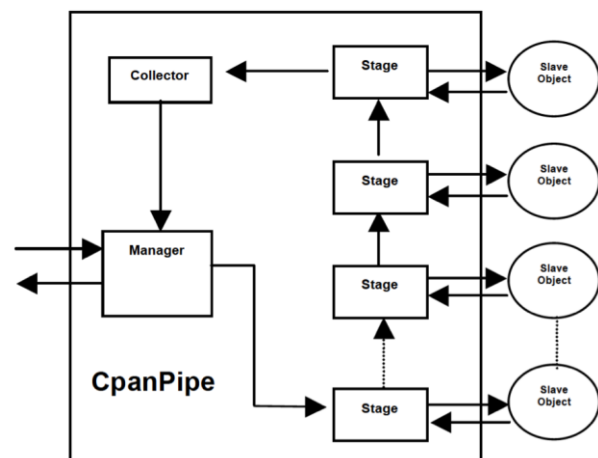 Collector
Stage
Slave
Object
Stage
Slave
Object
Manager
Stage
Slave
Object
CpanPipe
Stage
Slave
Object